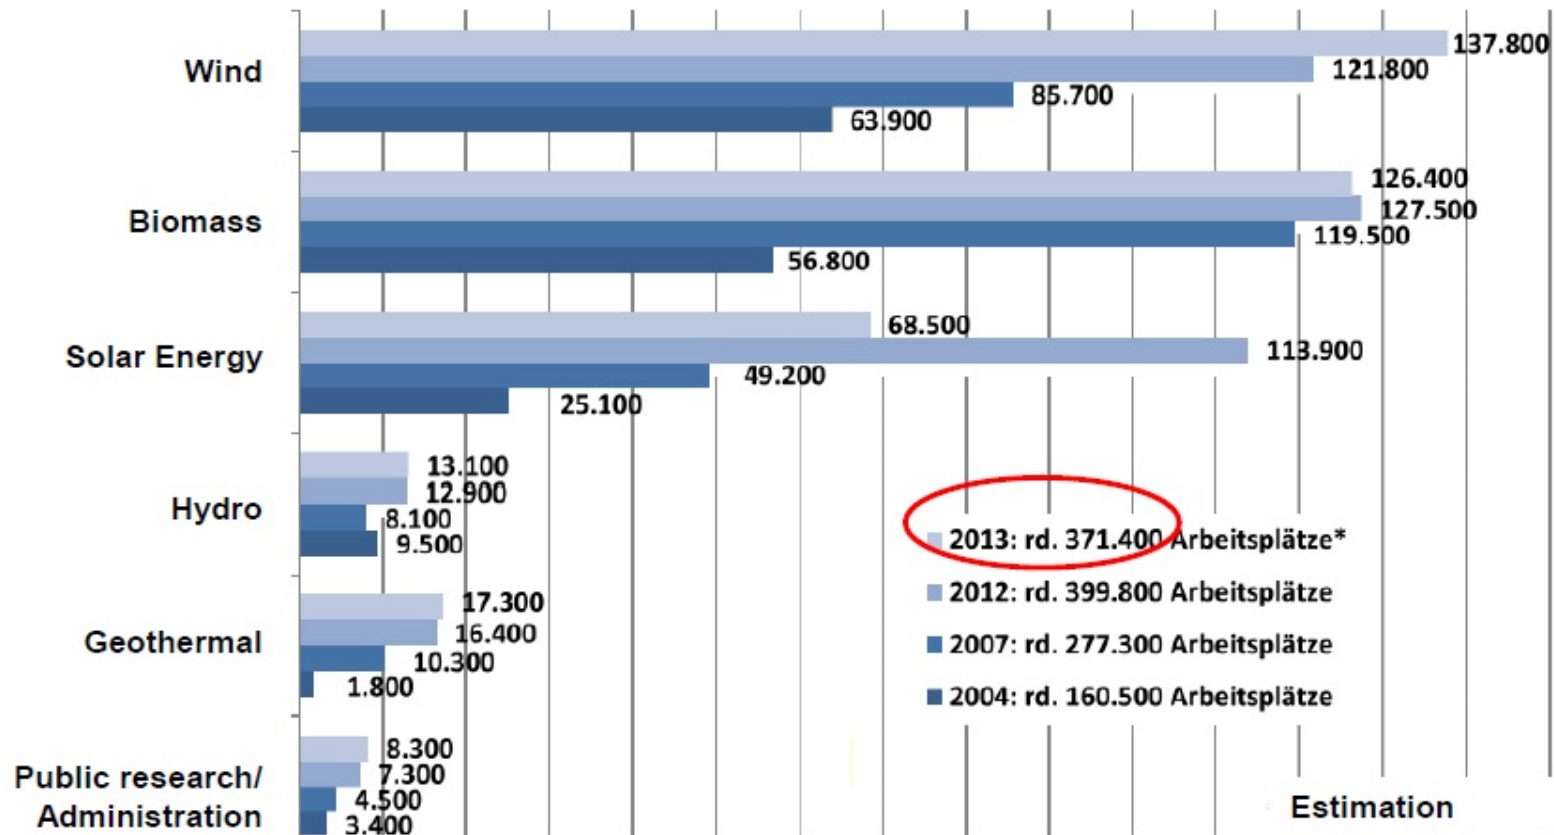 Wind
137.800
121.800
85.700
63.900
Biomass
126.400
127.500
119.500
56.800
Solar Energy
68.500
113.900
49.200
25.100
Hydro
13.100
12.900
8.100
9.500
Geothermal
17.300
16.400
10.300
1.800
Public research/
Administration
8.300
7.300
4.500
3.400
2013: rd. 371.400 Arbeitsplätze*
2012: rd. 399.800 Arbeitsplätze
2007: rd. 277.300 Arbeitsplätze
2004: rd. 160.500 Arbeitsplätze
Estimation